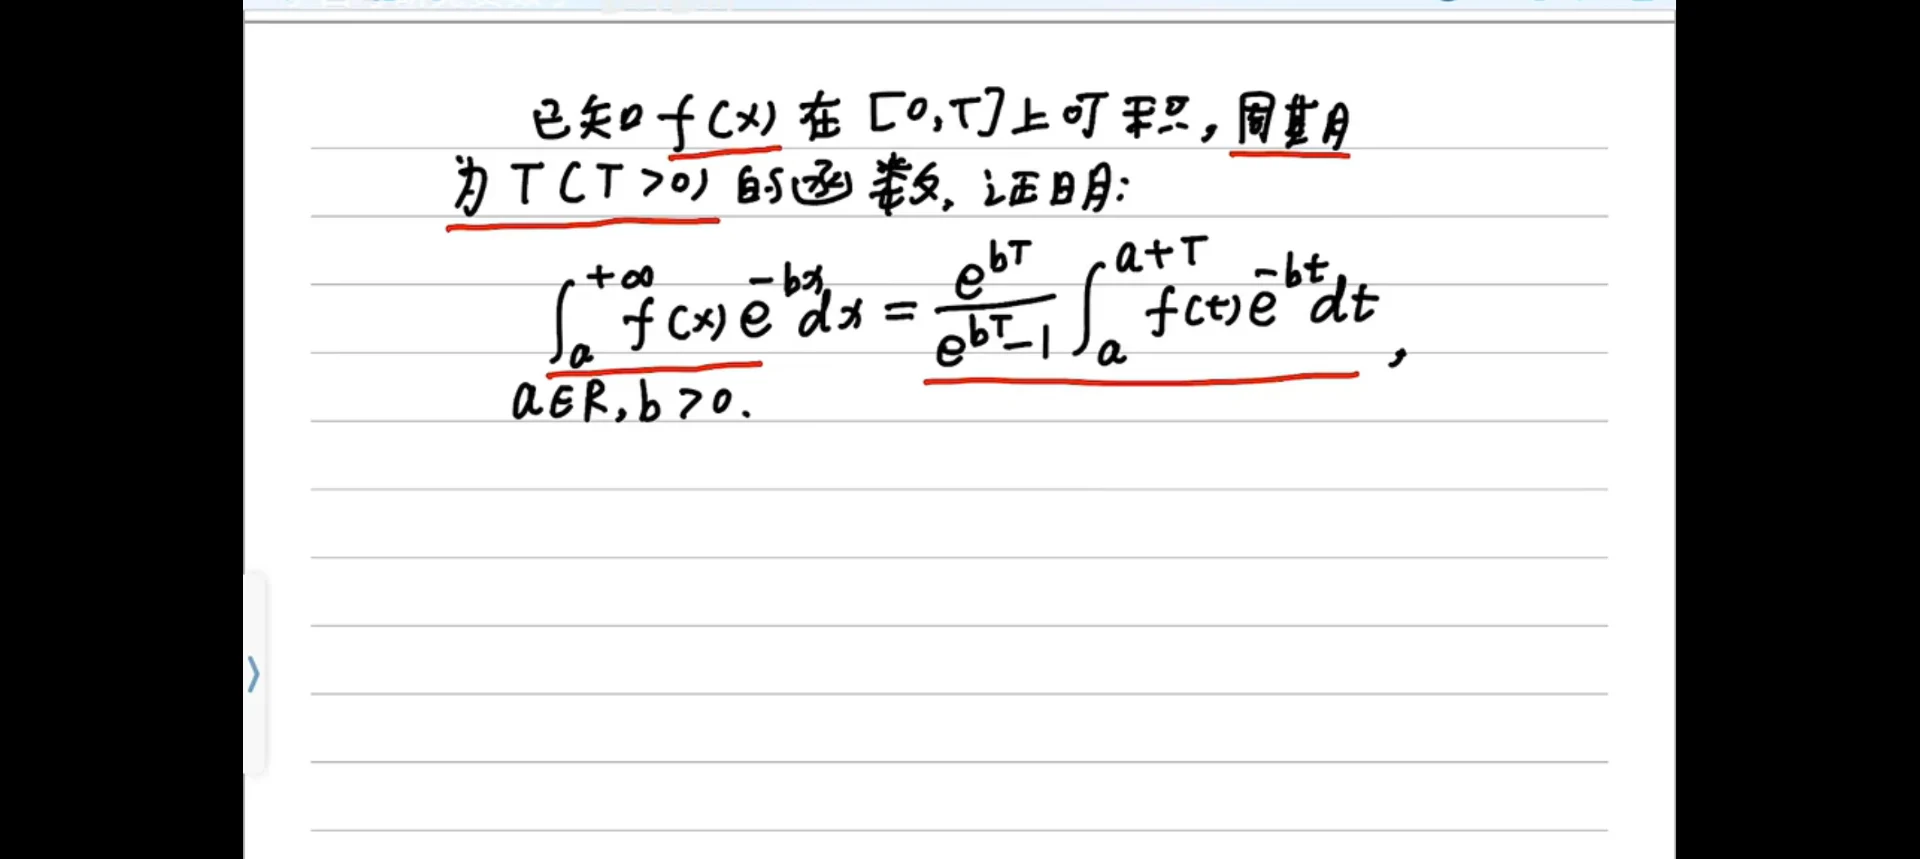 已知f(x)在[0,T]上可积,周期
为T(T>0)的函数,证明:
∫_a^{+∞} f(x)e^{-bx}dx = \frac{e^{bT}}{e^{bT}-1} ∫_a^{a+T} f(t)e^{-bt}dt,
a∈R,b>0.